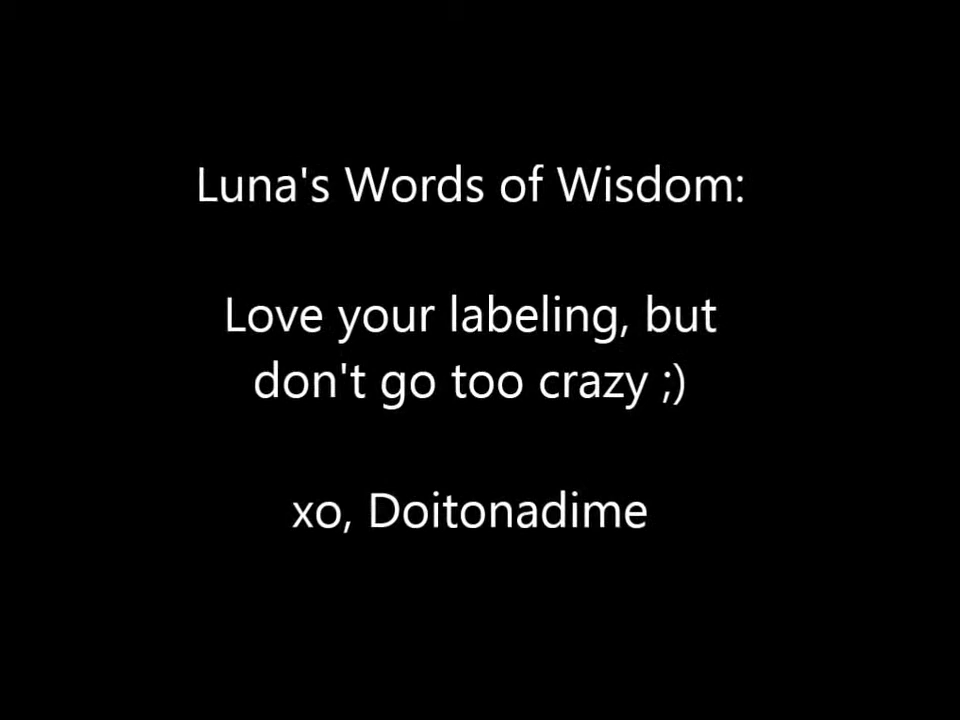 Luna's Words of Wisdom:
Love your labeling, but
don't go too crazy ;)
xo, Doitonadime